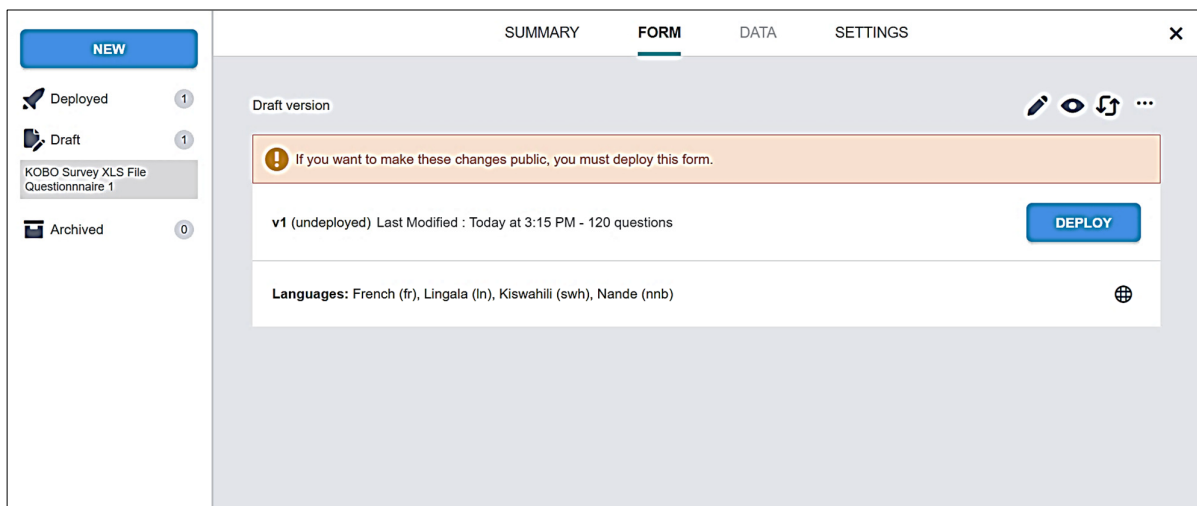 NEW
Deployed 1
Draft 1
KOBO Survey XLS File
Questionnnaire 1
Archived 0
SUMMARY FORM DATA SETTINGS
Draft version
If you want to make these changes public, you must deploy this form.
v1 (undeployed) Last Modified : Today at 3:15 PM - 120 questions
DEPLOY
Languages: French (fr), Lingala (ln), Kiswahili (swh), Nande (nnb)